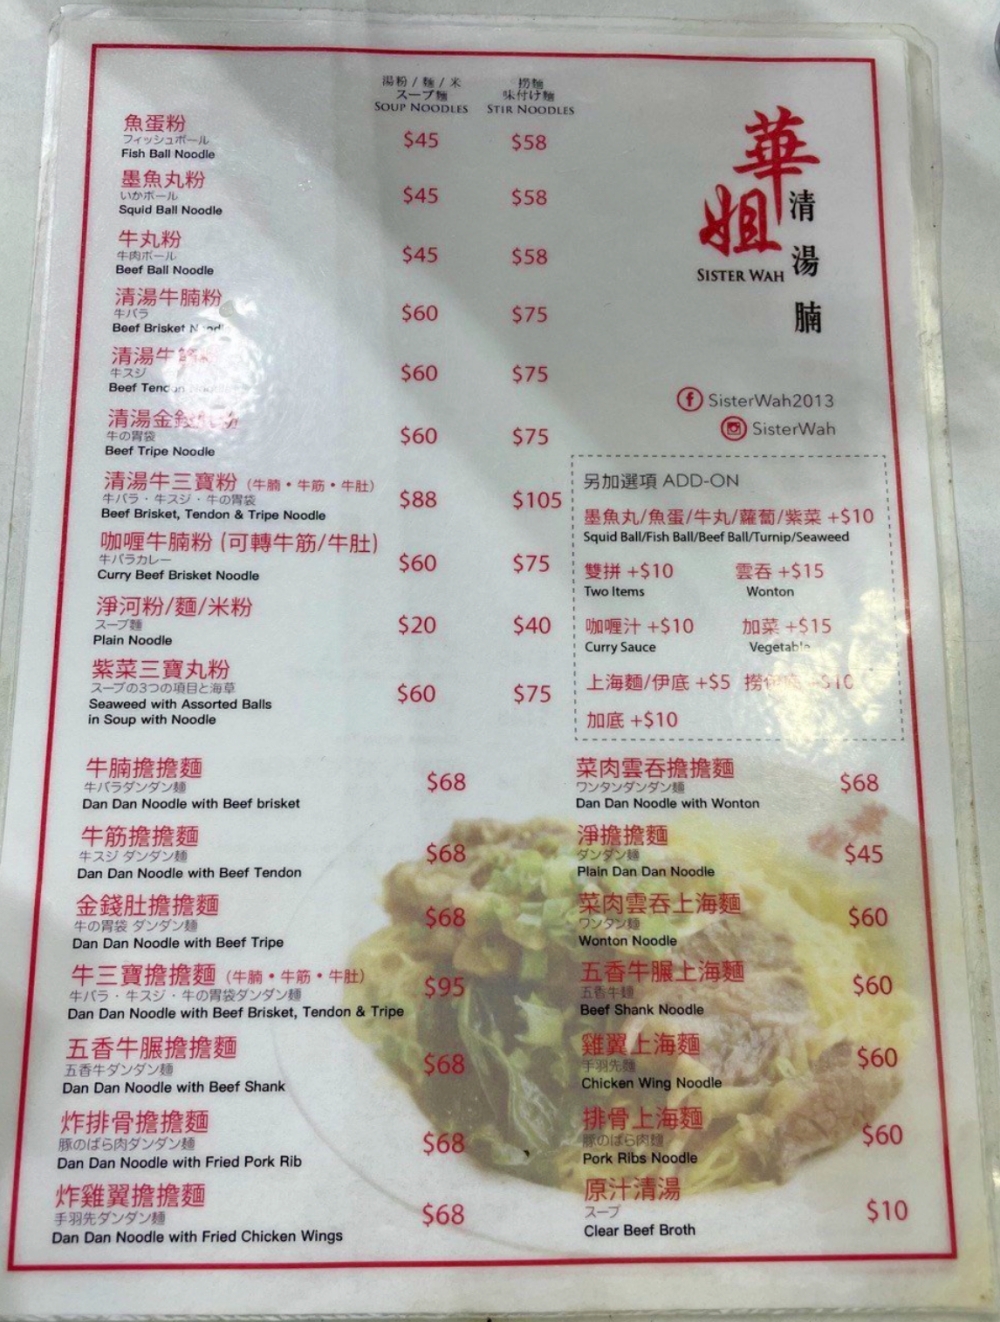 湯粉 / 麵 / 米
スープ麺
SOUP NOODLES
撈麵
味付け麺
STIR NOODLES
魚蛋粉
フィッシュボール
Fish Ball Noodle
$45
$58
墨魚丸粉
いかボール
Squid Ball Noodle
$45
$58
牛丸粉
牛肉ボール
Beef Ball Noodle
$45
$58
清湯牛腩粉
牛バラ
Beef Brisket
$60
$75
清湯牛
牛スジ
Beef Tendon
$60
$75
清湯金錢
牛の胃袋
Beef Tripe Noodle
$60
$75
清湯牛三寶粉 (牛腩・牛筋・牛肚)
牛バラ・牛スジ・牛の胃袋
Beef Brisket, Tendon & Tripe Noodle
$88
$105
咖喱牛腩粉 (可轉牛筋/牛肚)
牛バラカレー
Curry Beef Brisket Noodle
$60
$75
淨河粉/麵/米粉
スープ麺
Plain Noodle
$20
$40
紫菜三寶丸粉
スープの3つの項目と海草
Seaweed with Assorted Balls
in Soup with Noodle
$60
$75
華姐
清湯腩
SISTER WAH
SisterWah2013
SisterWah
另加選項 ADD-ON
墨魚丸/魚蛋/牛丸/蘿蔔/紫菜 +$10
Squid Ball/Fish Ball/Beef Ball/Turnip/Seaweed
雙拼 +$10
Two Items
雲吞 +$15
Wonton
咖喱汁 +$10
Curry Sauce
加菜 +$15
Vegetable
上海麵/伊底 +$5 撈 +$10
加底 +$10
牛腩擔擔麵
牛バラダンダン麺
Dan Dan Noodle with Beef brisket
$68
牛筋擔擔麵
牛スジ ダンダン麺
Dan Dan Noodle with Beef Tendon
$68
金錢肚擔擔麵
牛の胃袋 ダンダン麺
Dan Dan Noodle with Beef Tripe
$68
牛三寶擔擔麵 (牛腩・牛筋・牛肚)
牛バラ・牛スジ・牛の胃袋ダンダン麺
Dan Dan Noodle with Beef Brisket, Tendon & Tripe
$95
五香牛𦟌擔擔麵
五香牛ダンダン麺
Dan Dan Noodle with Beef Shank
$68
炸排骨擔擔麵
豚のばら肉ダンダン麺
Dan Dan Noodle with Fried Pork Rib
$68
炸雞翼擔擔麵
手羽先ダンダン麺
Dan Dan Noodle with Fried Chicken Wings
$68
菜肉雲吞擔擔麵
ワンタンダンダン麺
Dan Dan Noodle with Wonton
$68
淨擔擔麵
ダンダン麺
Plain Dan Dan Noodle
$45
菜肉雲吞上海麵
ワンタン麺
Wonton Noodle
$60
五香牛𦟌上海麵
五香牛麺
Beef Shank Noodle
$60
雞翼上海麵
手羽先麺
Chicken Wing Noodle
$60
排骨上海麵
豚のばら肉麺
Pork Ribs Noodle
$60
原汁清湯
スープ
Clear Beef Broth
$10